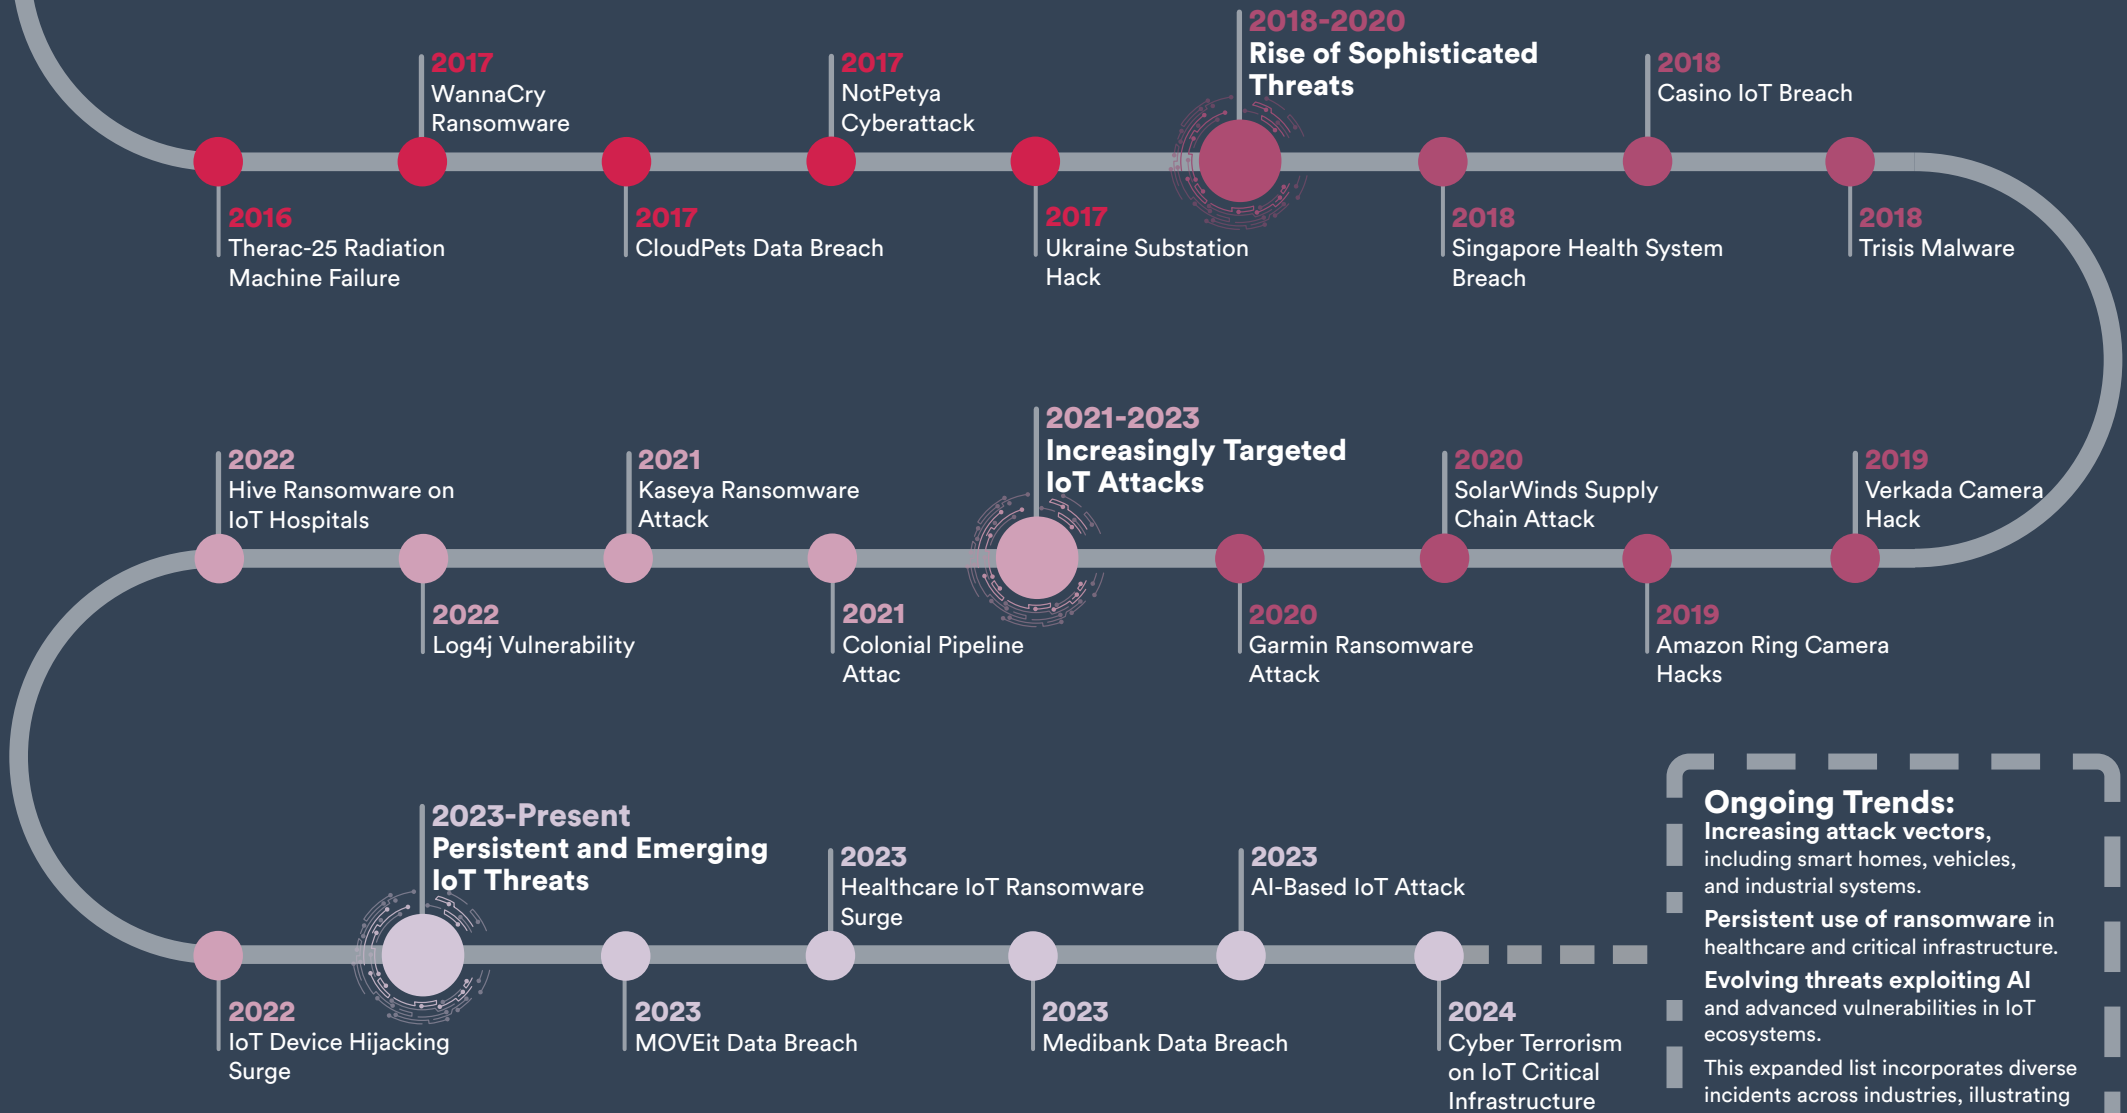 2016
Therac-25 Radiation
Machine Failure
2017
WannaCry
Ransomware
2017
CloudPets Data Breach
2017
NotPetya
Cyberattack
2017
Ukraine Substation
Hack
2018-2020
Rise of Sophisticated
Threats
2018
Singapore Health System
Breach
2018
Casino IoT Breach
2018
Trisis Malware
2019
Verkada Camera
Hack
2019
Amazon Ring Camera
Hacks
2020
SolarWinds Supply
Chain Attack
2020
Garmin Ransomware
Attack
2021-2023
Increasingly Targeted
IoT Attacks
2021
Colonial Pipeline
Attac
2021
Kaseya Ransomware
Attack
2022
Log4j Vulnerability
2022
Hive Ransomware on
IoT Hospitals
2022
IoT Device Hijacking
Surge
2023-Present
Persistent and Emerging
IoT Threats
2023
MOVEit Data Breach
2023
Healthcare IoT Ransomware
Surge
2023
Medibank Data Breach
2023
AI-Based IoT Attack
2024
Cyber Terrorism
on IoT Critical
Infrastructure
Ongoing Trends:
Increasing attack vectors,
including smart homes, vehicles,
and industrial systems.
Persistent use of ransomware in
healthcare and critical infrastructure.
Evolving threats exploiting AI
and advanced vulnerabilities in IoT
ecosystems.
This expanded list incorporates diverse
incidents across industries, illustrating